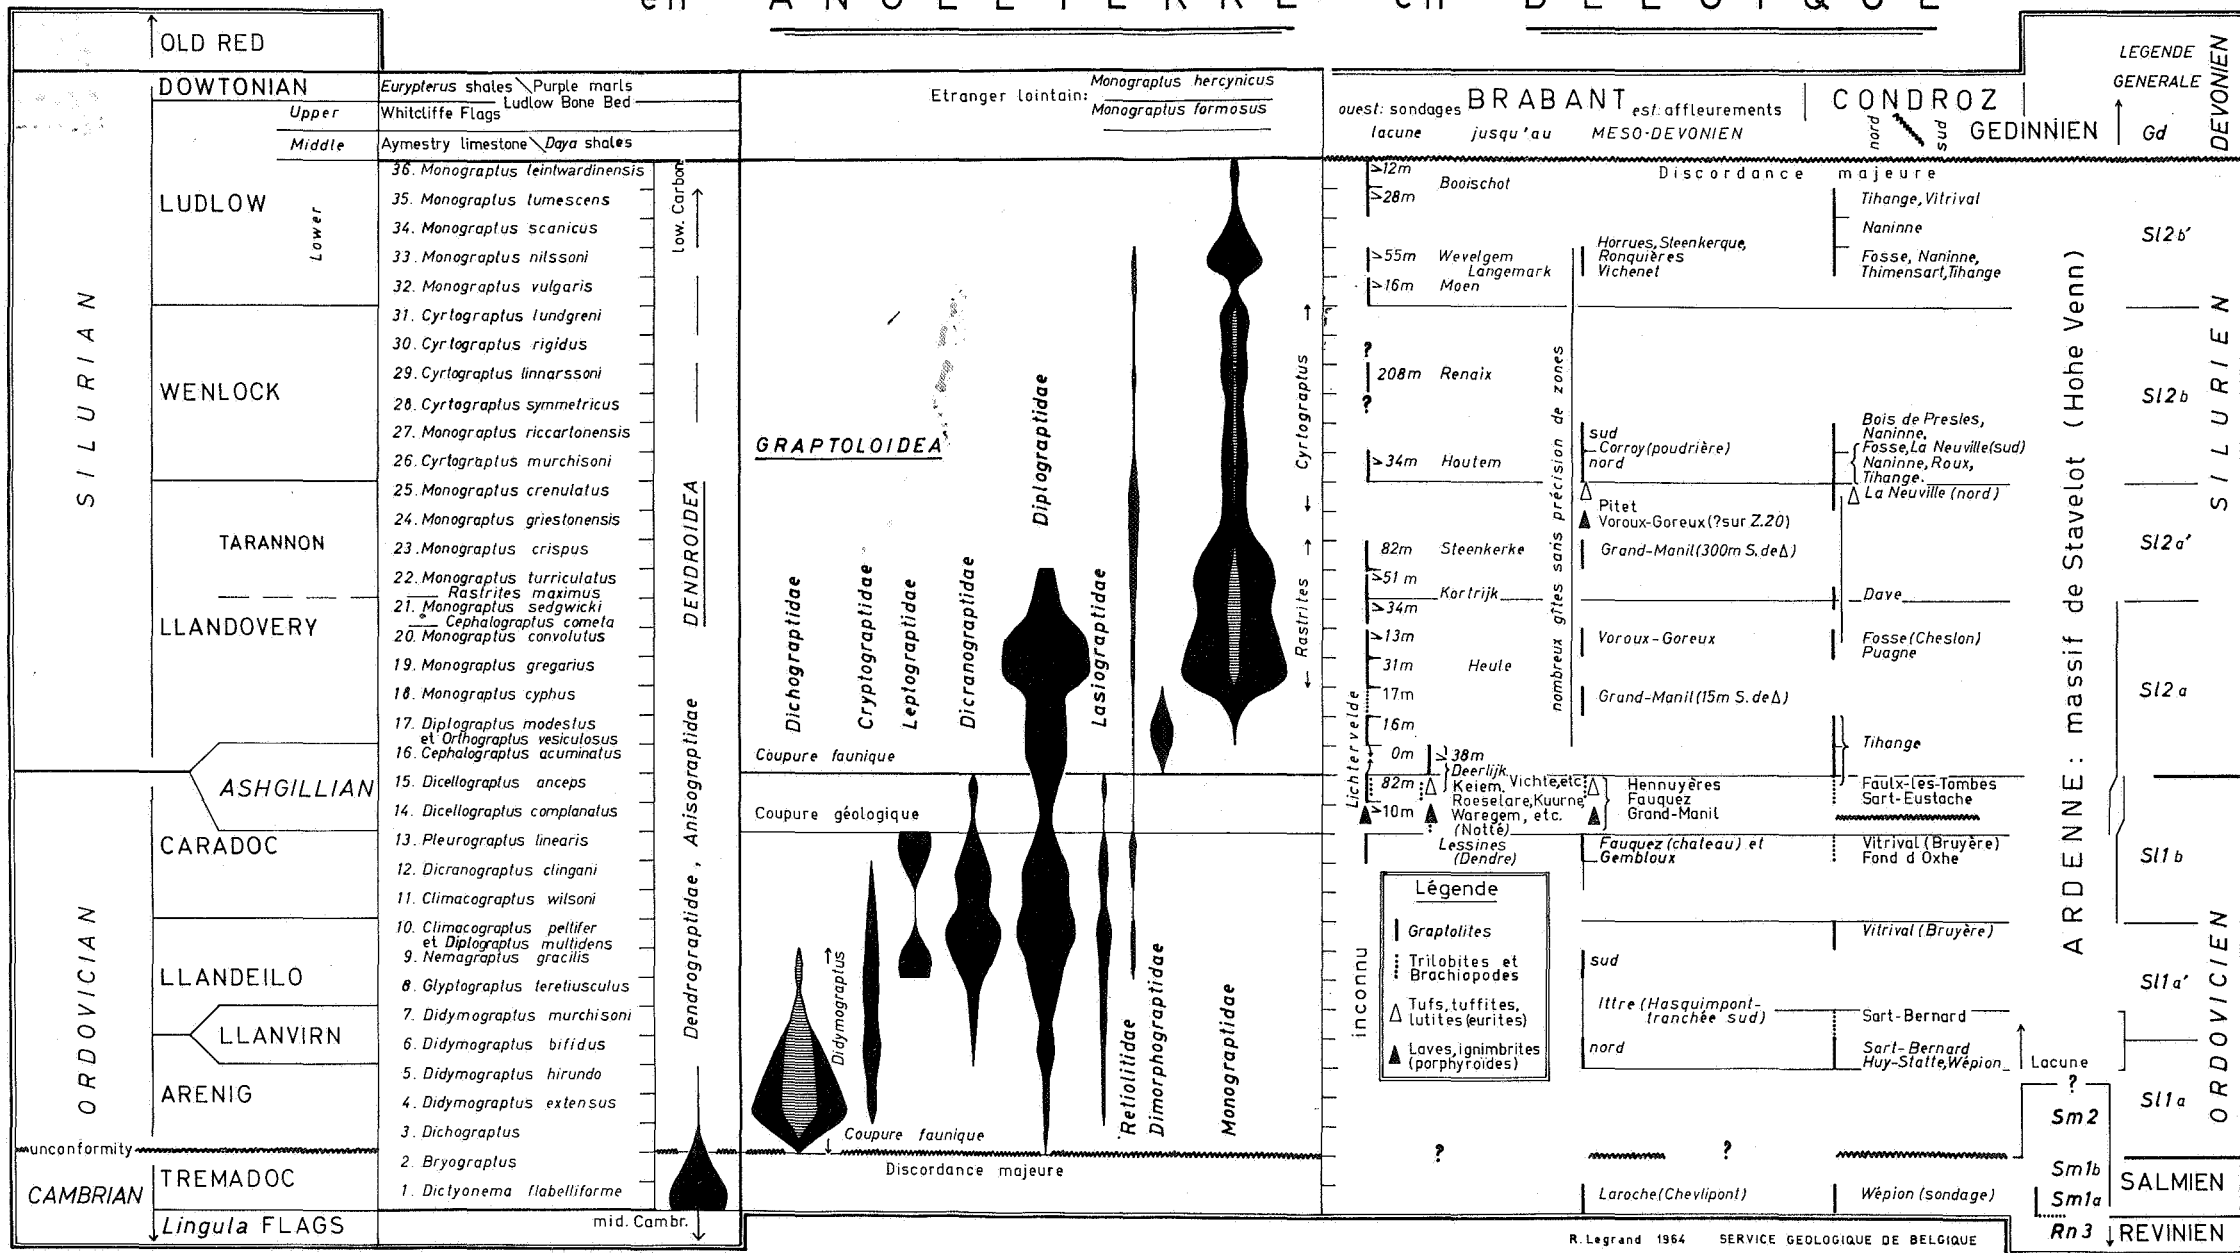 en ANGLETERRE en BELGIQUE
OLD RED
DOWTONIAN
Upper
Middle
LUDLOW
Lower
WENLOCK
TARANNON
LLANDOVERY
ASHGILLIAN
CARADOC
LLANDEILO
LLANVIRN
ARENIG
unconformity
TREMADOC
CAMBRIAN
Lingula FLAGS
SILURIAN
ORDOVICIAN
Eurypterus shales \ Purple marls
Ludlow Bone Bed
Whitcliffe Flags
Aymestry limestone \ Daya shales
36. Monograptus leintwardinensis
35. Monograptus tumescens
34. Monograptus scanicus
33. Monograptus nilssoni
32. Monograptus vulgaris
31. Cyrtograptus lundgreni
30. Cyrtograptus rigidus
29. Cyrtograptus linnarssoni
28. Cyrtograptus symmetricus
27. Monograptus riccartonensis
26. Cyrtograptus murchisoni
25. Monograptus crenulatus
24. Monograptus griestonensis
23. Monograptus crispus
22. Monograptus turriculatus
Rastrites maximus
21. Monograptus sedgwicki
Cephalograptus cometa
20. Monograptus convolutus
19. Monograptus gregarius
18. Monograptus cyphus
17. Diplograptus modestus
et Orthograptus vesiculosus
16. Cephalograptus acuminatus
15. Dicellograptus anceps
14. Dicellograptus complanatus
13. Pleurograptus linearis
12. Dicranograptus clingani
11. Climacograptus wilsoni
10. Climacograptus peltifer
et Diplograptus multidens
9. Nemagraptus gracilis
8. Glyptograptus teretiusculus
7. Didymograptus murchisoni
6. Didymograptus bifidus
5. Didymograptus hirundo
4. Didymograptus extensus
3. Dichograptus
2. Bryograptus
1. Dictyonema flabelliforme
mid. Cambr.
Low. Carbon
DENDROIDEA
Dendrograptidae, Anisograptidae
Etranger lointain:
Monograptus hercynicus
Monograptus formosus
GRAPTOLOIDEA
Dichograptidae
Cryptograptidae
Leptograptidae
Dicranograptidae
Diplograptidae
Lasiograptidae
Retiolitidae
Dimorphograptidae
Monograptidae
Cyrtograptus
Rastrites
Didymograptus
Coupure faunique
Coupure géologique
Coupure faunique
Discordance majeure
ouest: sondages BRABANT est: affleurements
lacune jusqu'au MESO-DEVONIEN
CONDROZ
nord
sud
GEDINNIEN
Discordance majeure
>12m
Booischot
>28m
>55m Wevelgem
Langemark
>16m Moen
?
208m Renaix
?
>34m Houtem
82m Steenkerke
>51 m
Kortrijk
>34m
>13m
31m Heule
17m
16m
0m
≥38m
Deerlijk
82m
Keiem. Vichte,etc
Roeselare,Kuurne
>10m
Waregem, etc.
(Notté)
Lessines
(Dendre)
Lichtervelde
inconnu
nombreux gîtes sans précision de zones
Horrues, Steenkerque,
Ronquières
Vichenet
sud
Corroy (poudrière)
nord
Pitet
Voroux-Goreux (?sur Z.20)
Grand-Manil (300m S. de Δ)
Voroux-Goreux
Grand-Manil (15m S. de Δ)
Hennuyères
Fauquez
Grand-Manil
Fauquez (chateau) et
Gembloux
sud
Ittre (Hasquimpont-
tranchée sud)
nord
?
?
Laroche (Chevlipont)
Tihange, Vitrival
Naninne
Fosse, Naninne,
Thimensart,Tihange
Bois de Presles,
Naninne,
Fosse,La Neuville(sud)
Naninne, Roux,
Tihange.
La Neuville (nord)
Dave
Fosse (Cheslon)
Puagne
Tihange
Faulx-les-Tombes
Sart-Eustache
Vitrival (Bruyère)
Fond d Oxhe
Vitrival (Bruyère)
Sart-Bernard
Sart-Bernard
Huy-Statte,Wépion
Wépion (sondage)
Légende
Graptolites
Trilobites et
Brachiopodes
Tufs, tuffites,
lutites (eurites)
Laves, ignimbrites
(porphyroïdes)
ARDENNE: massif de Stavelot (Hohe Venn)
Lacune
?
Sm2
Sm1b
Sm1a
Rn3
LEGENDE
GENERALE
Gd
Sl2b'
Sl2b
Sl2a'
Sl2a
Sl1b
Sl1a'
Sl1a
SALMIEN
REVINIEN
DEVONIEN
SILURIEN
ORDOVICIEN
R. Legrand 1964 SERVICE GEOLOGIQUE DE BELGIQUE